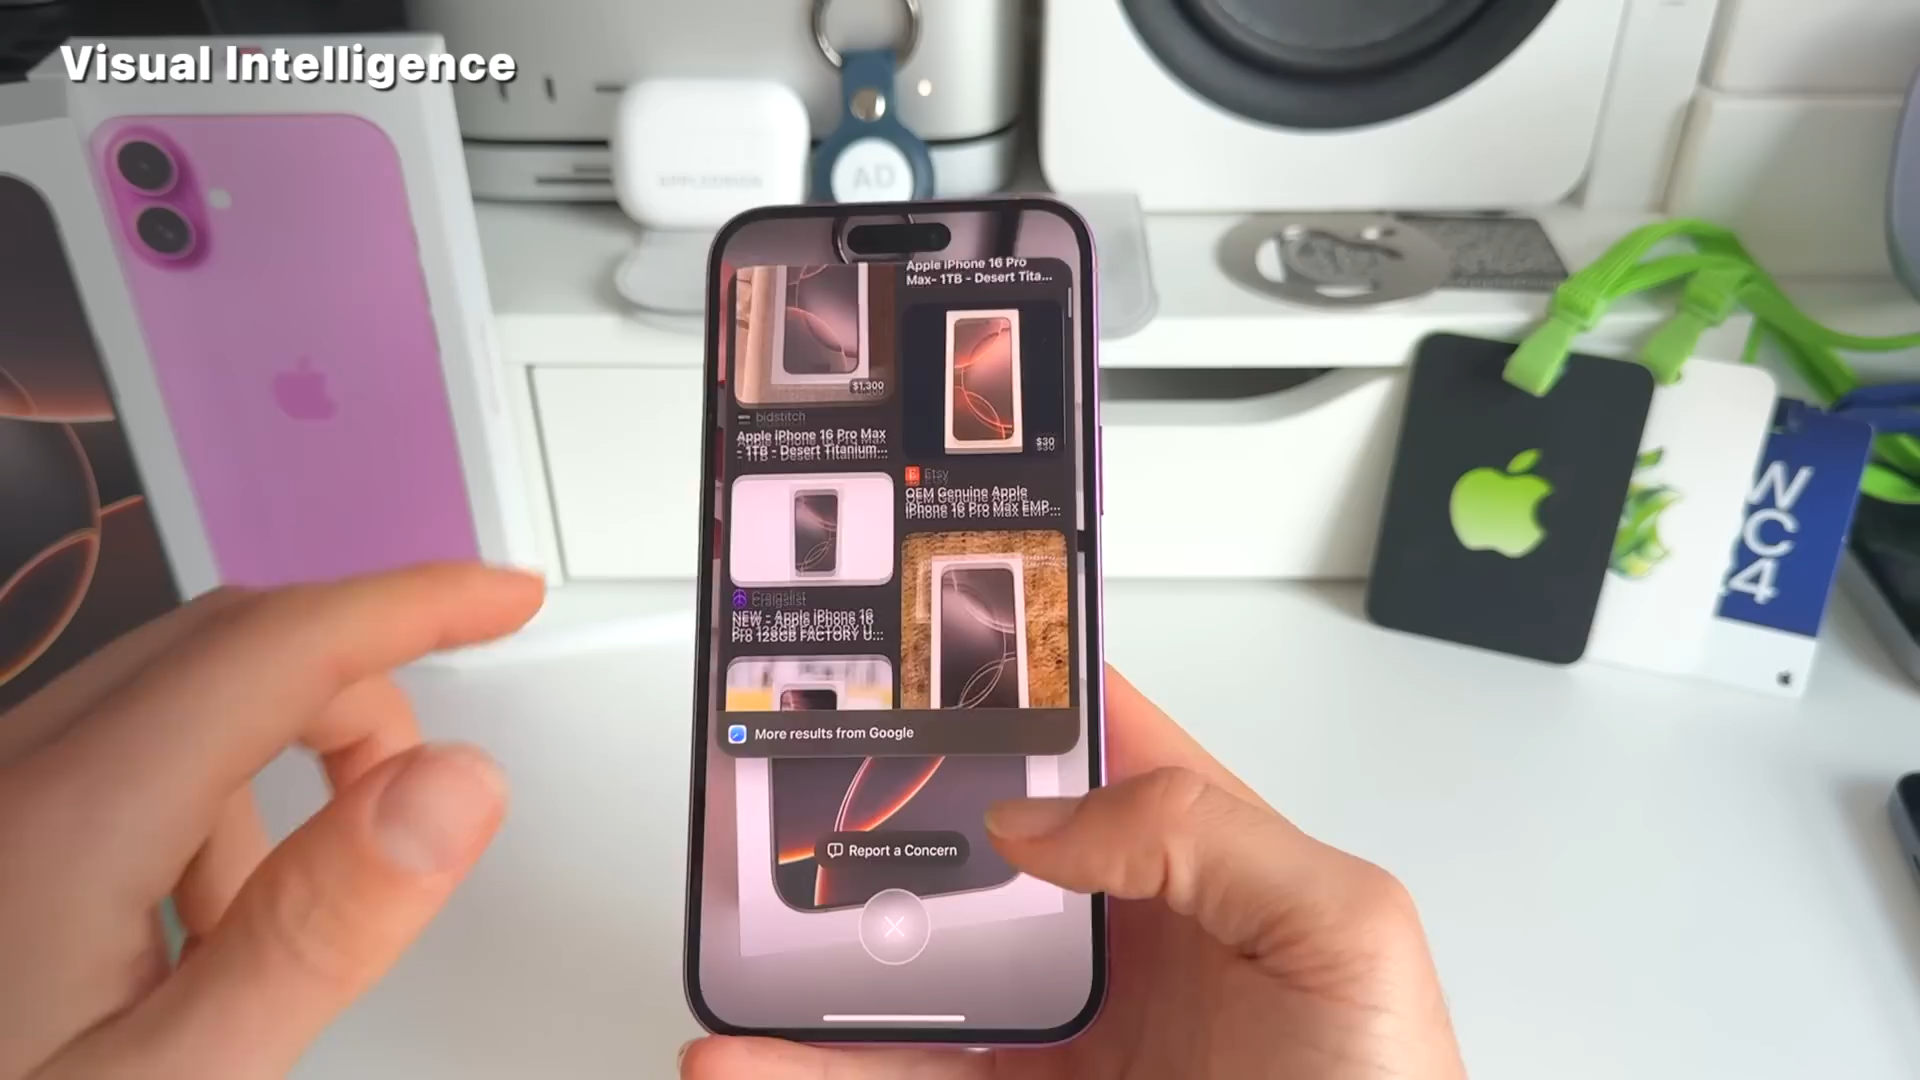 Visual Intelligence
AD
Apple iPhone 16 Pro
Max- 1TB - Desert Tita...
$1,300
bidstitch
Apple iPhone 16 Pro Max
- 1TB - Desert Titanium...
$30
Etsy
OEM Genuine Apple
iPhone 16 Pro Max EMP...
Craigslist
NEW - Apple iPhone 16
Pro 128GB FACTORY U...
More results from Google
Report a Concern
W
C
24